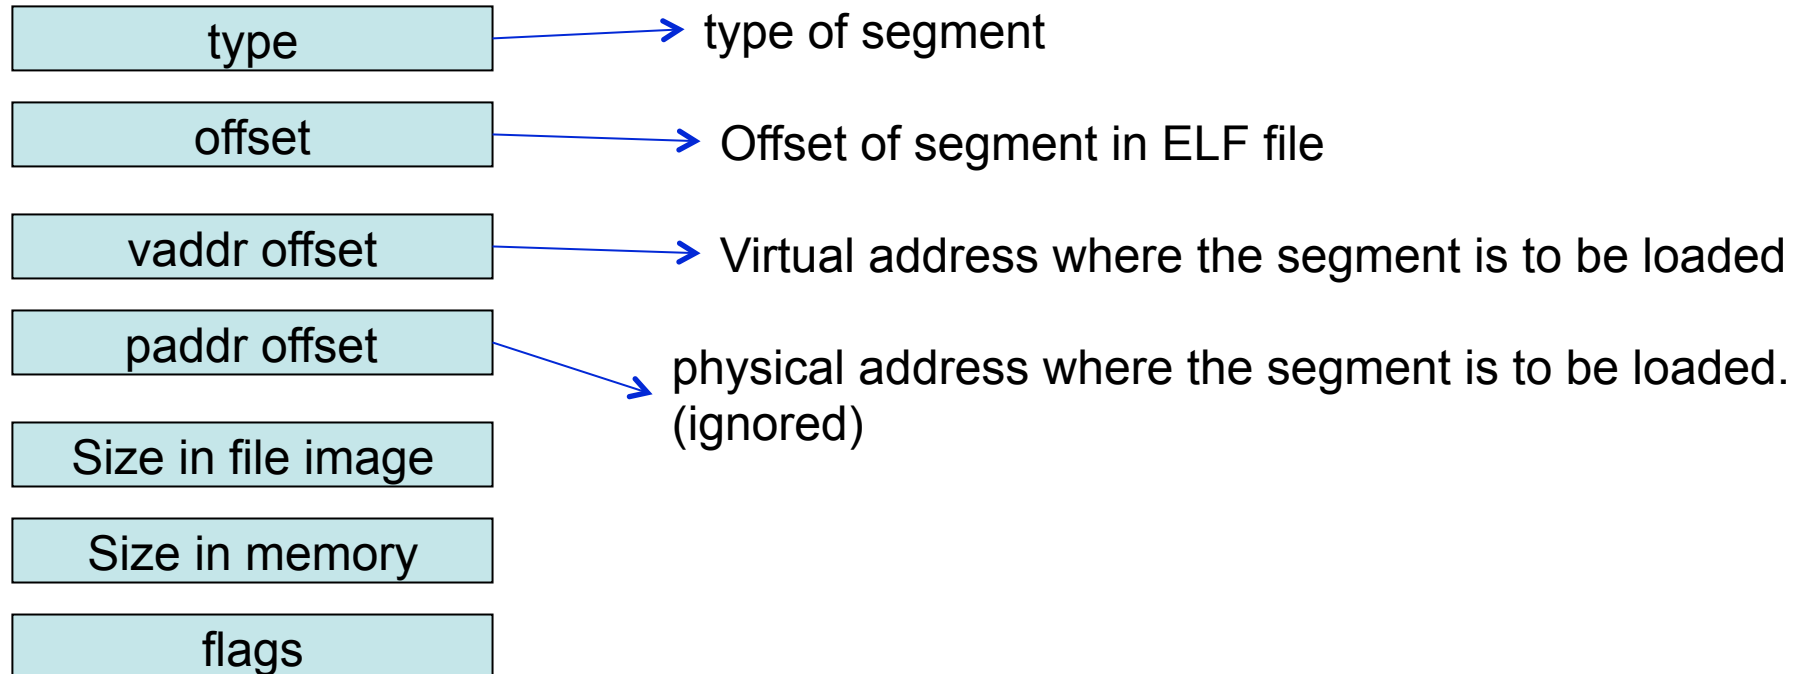 type
type of segment
offset
Offset of segment in ELF file
vaddr offset
Virtual address where the segment is to be loaded
paddr offset
physical address where the segment is to be loaded.
(ignored)
Size in file image
Size in memory
flags